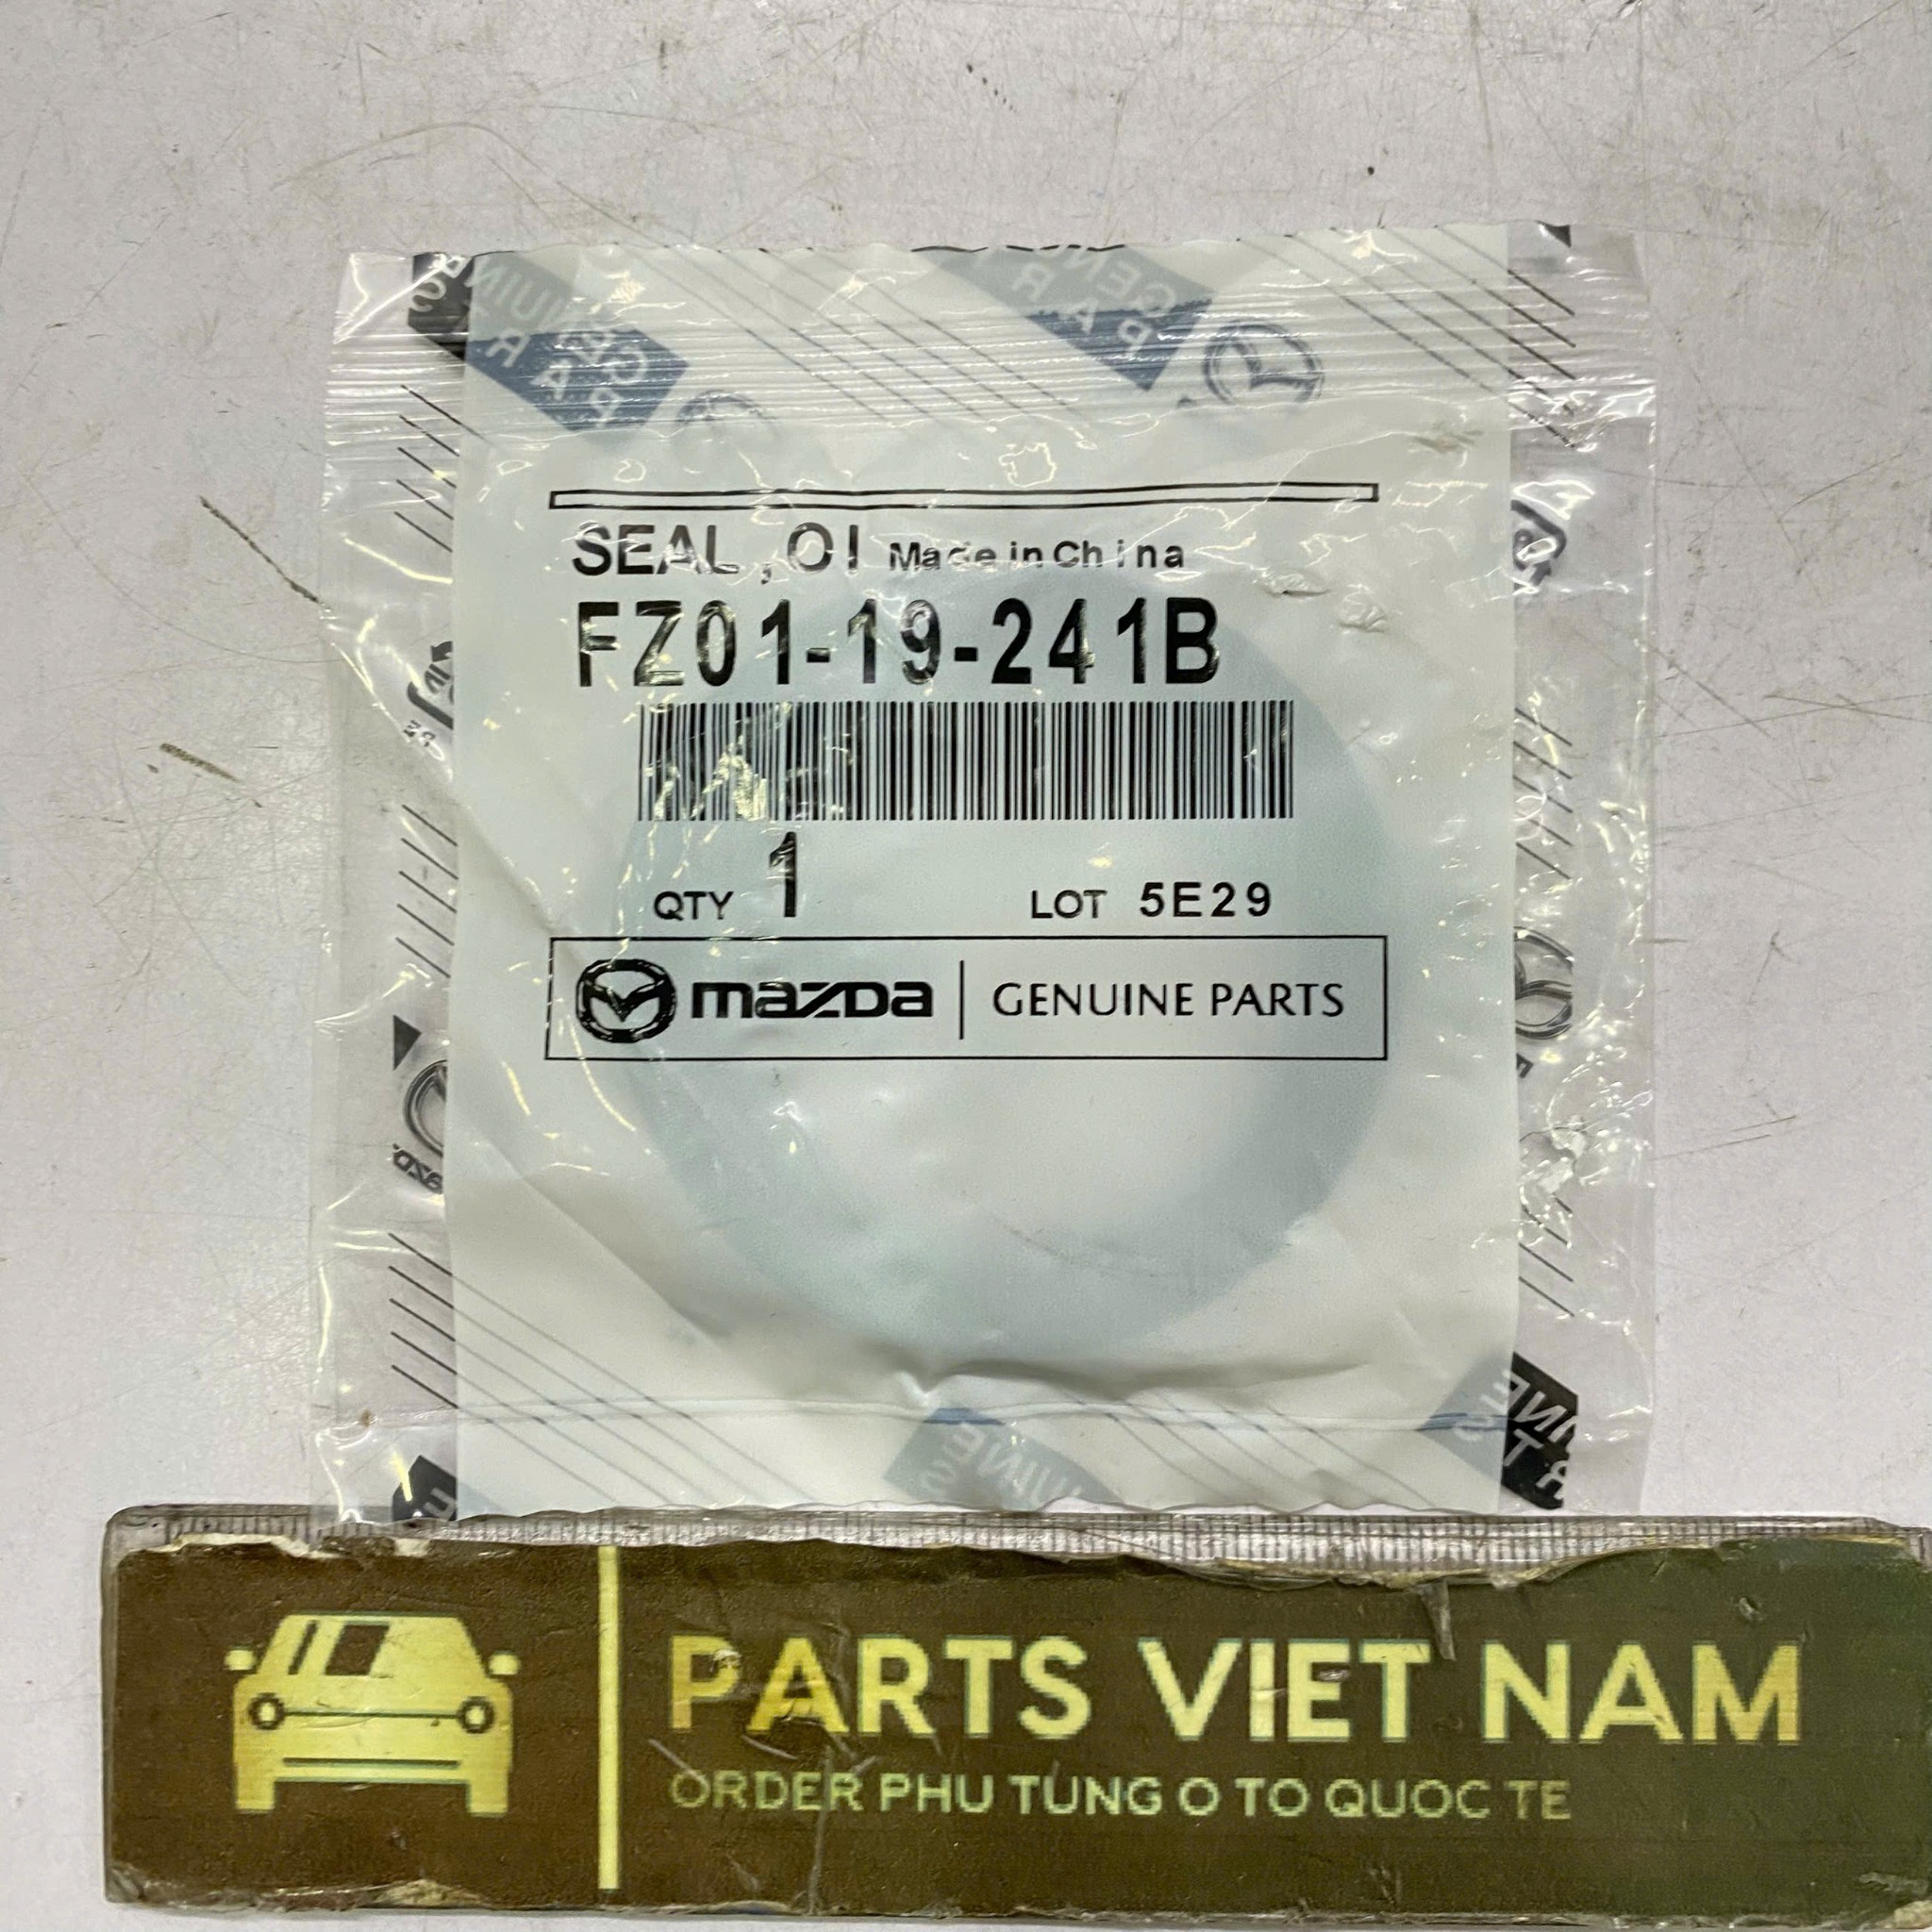 SEAL,OI Made in China
FZ01-19-241B
QTY 1 LOT 5E29
mazda GENUINE PARTS
PARTS VIET NAM
ORDER PHU TUNG O TO QUOC TE